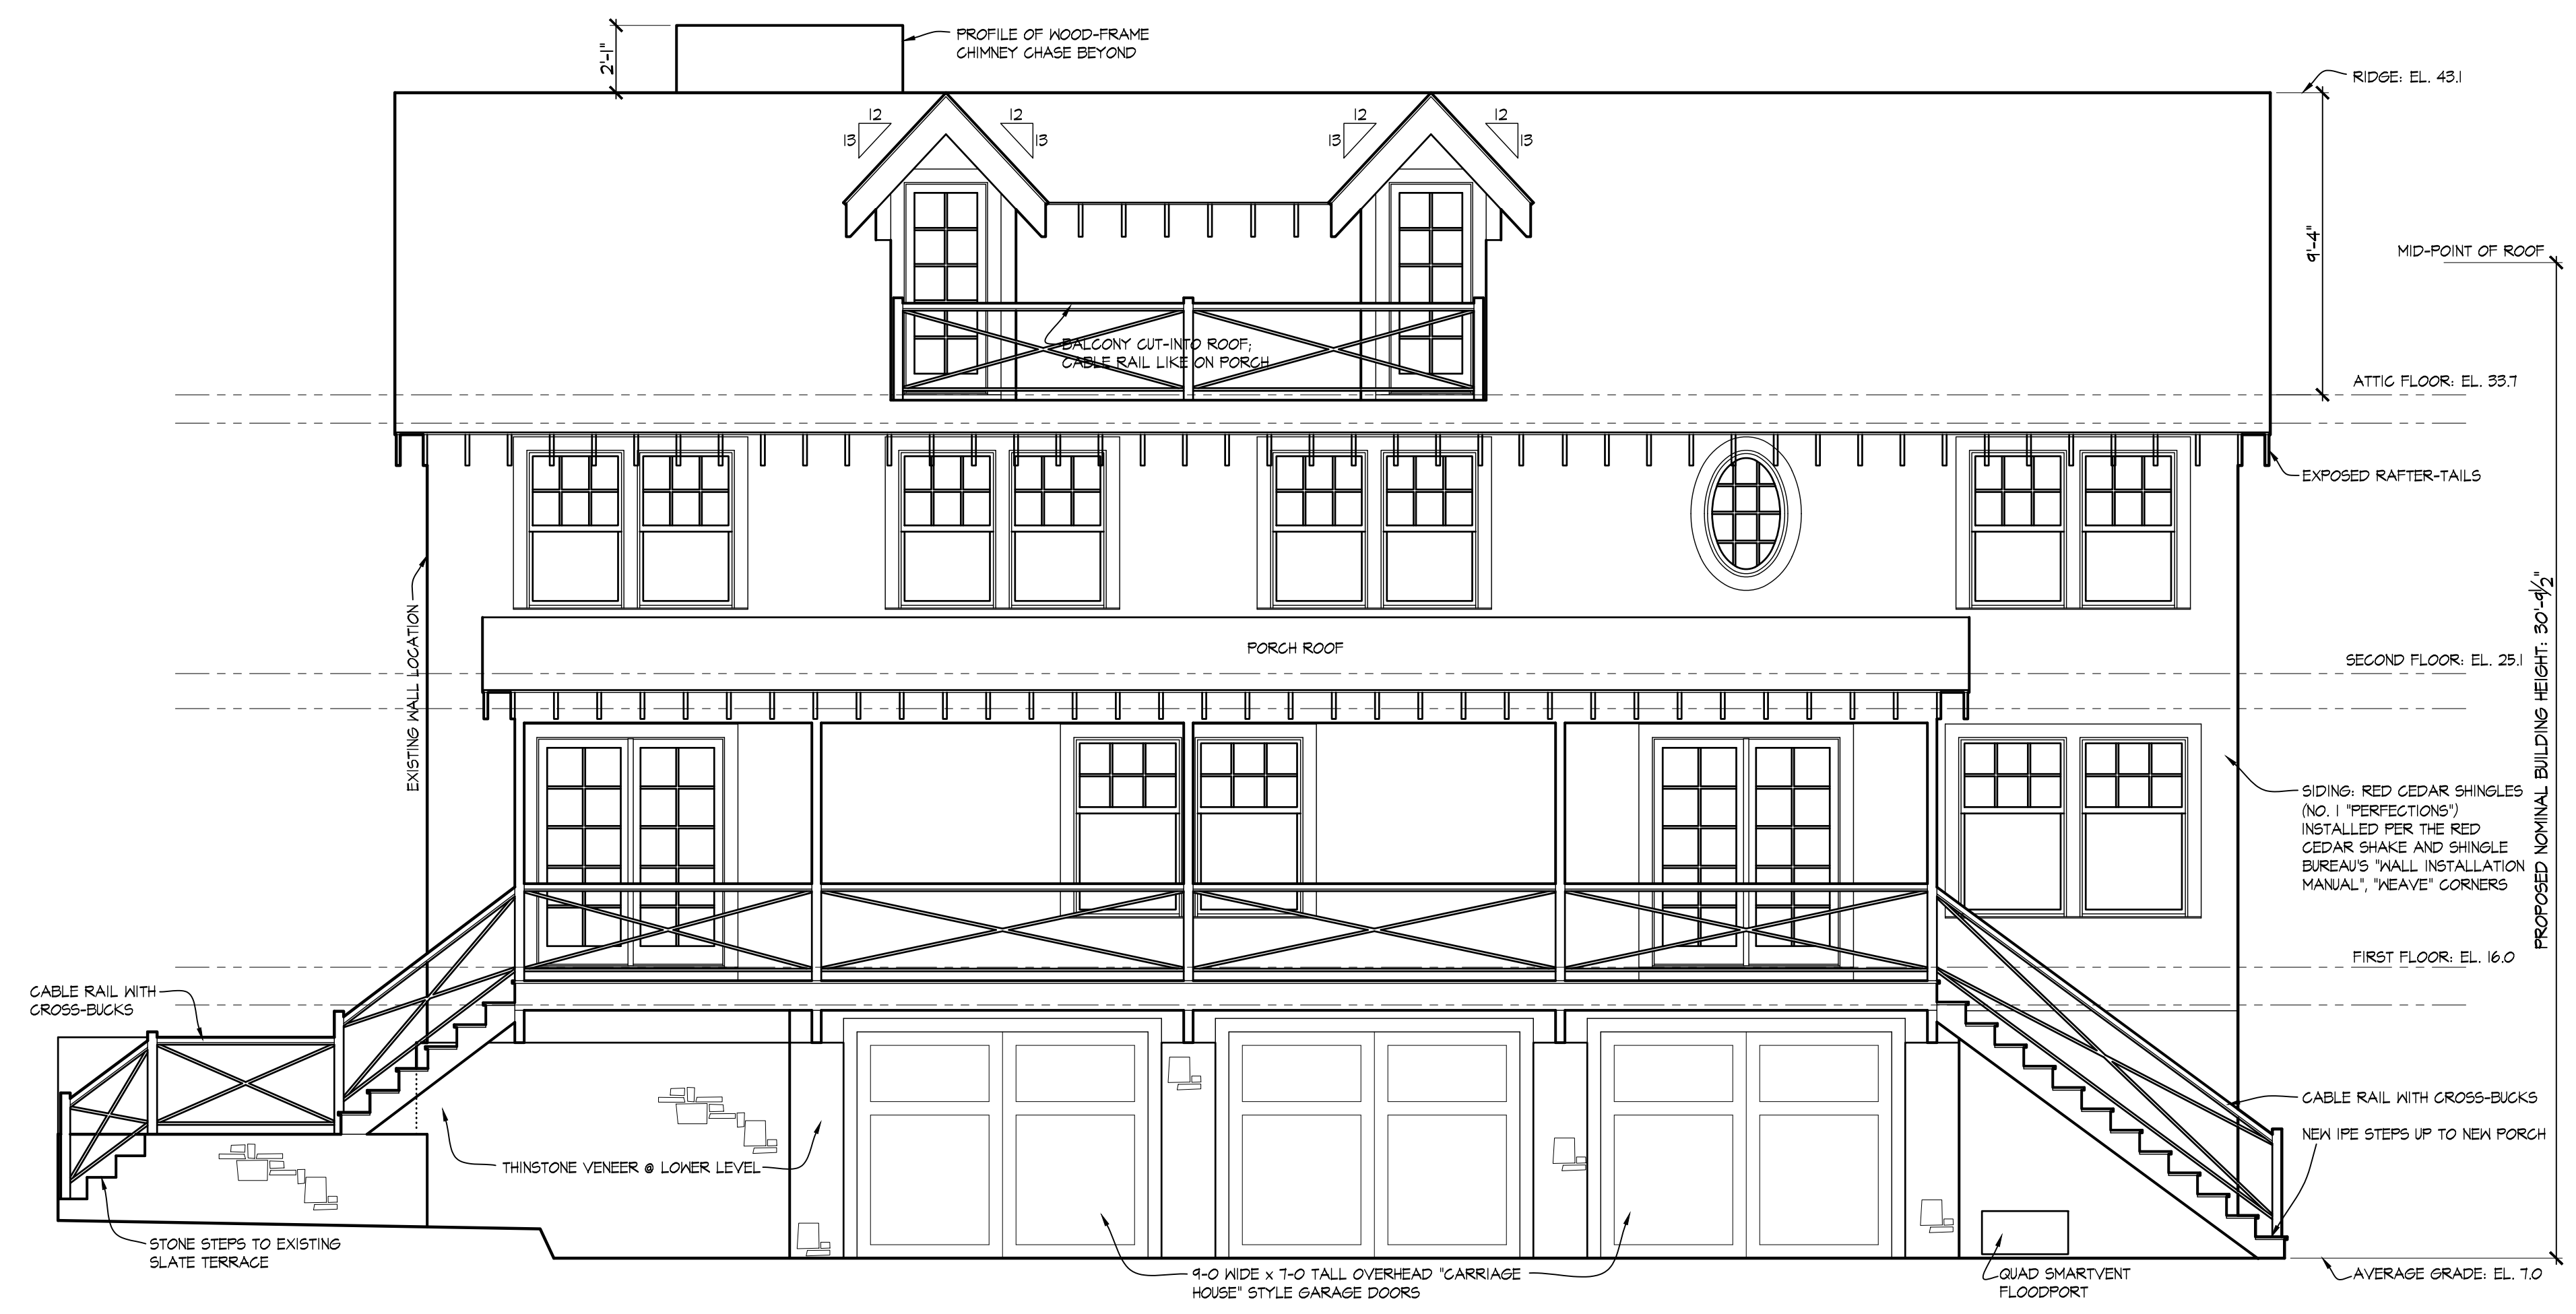 2'-1"
PROFILE OF WOOD-FRAME
CHIMNEY CHASE BEYOND
RIDGE: EL. 43.1
12
13
12
13
12
13
12
13
9'-4"
MID-POINT OF ROOF
BALCONY CUT-INTO ROOF;
CABLE RAIL LIKE ON PORCH
ATTIC FLOOR: EL. 33.7
EXPOSED RAFTER-TAILS
EXISTING WALL LOCATION
PORCH ROOF
SECOND FLOOR: EL. 25.1
PROPOSED NOMINAL BUILDING HEIGHT: 30'-9 1/2"
SIDING: RED CEDAR SHINGLES
(NO. 1 "PERFECTIONS")
INSTALLED PER THE RED
CEDAR SHAKE AND SHINGLE
BUREAU'S "WALL INSTALLATION
MANUAL", "WEAVE" CORNERS
FIRST FLOOR: EL. 16.0
CABLE RAIL WITH
CROSS-BUCKS
CABLE RAIL WITH CROSS-BUCKS
NEW IPE STEPS UP TO NEW PORCH
THINSTONE VENEER @ LOWER LEVEL
STONE STEPS TO EXISTING
SLATE TERRACE
9-0 WIDE x 7-0 TALL OVERHEAD "CARRIAGE
HOUSE" STYLE GARAGE DOORS
QUAD SMARTVENT
FLOODPORT
AVERAGE GRADE: EL. 7.0